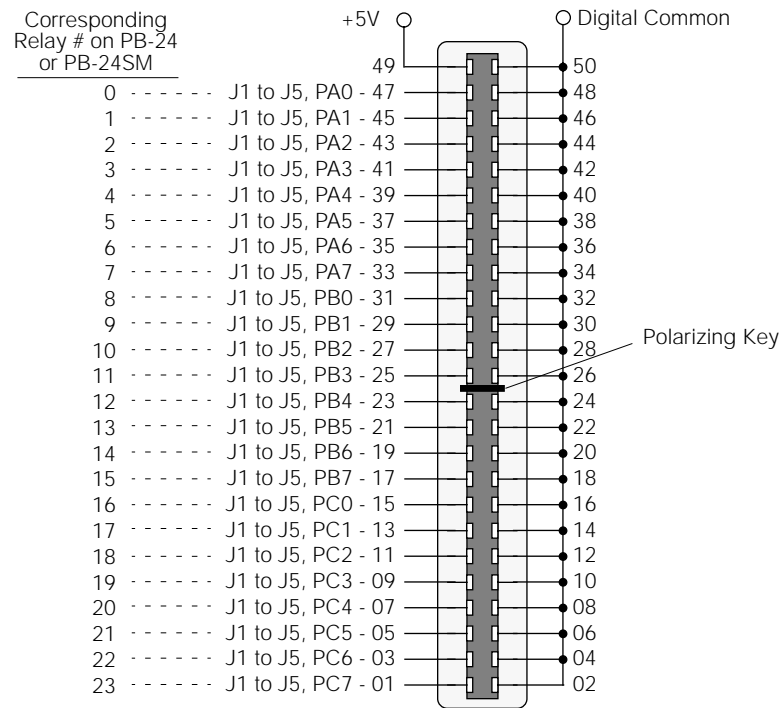 Corresponding
Relay # on PB-24
or PB-24SM
+5V
Digital Common
49 50
0 J1 to J5, PA0 - 47 48
1 J1 to J5, PA1 - 45 46
2 J1 to J5, PA2 - 43 44
3 J1 to J5, PA3 - 41 42
4 J1 to J5, PA4 - 39 40
5 J1 to J5, PA5 - 37 38
6 J1 to J5, PA6 - 35 36
7 J1 to J5, PA7 - 33 34
8 J1 to J5, PB0 - 31 32
9 J1 to J5, PB1 - 29 30
10 J1 to J5, PB2 - 27 28
Polarizing Key
11 J1 to J5, PB3 - 25 26
12 J1 to J5, PB4 - 23 24
13 J1 to J5, PB5 - 21 22
14 J1 to J5, PB6 - 19 20
15 J1 to J5, PB7 - 17 18
16 J1 to J5, PC0 - 15 16
17 J1 to J5, PC1 - 13 14
18 J1 to J5, PC2 - 11 12
19 J1 to J5, PC3 - 09 10
20 J1 to J5, PC4 - 07 08
21 J1 to J5, PC5 - 05 06
22 J1 to J5, PC6 - 03 04
23 J1 to J5, PC7 - 01 02